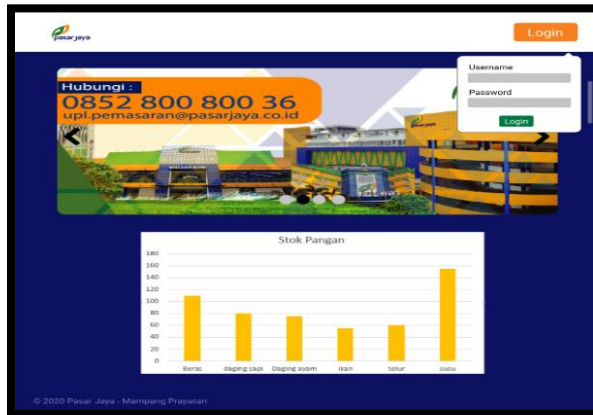 pasar jaya
Login
Hubungi :
0852 800 800 36
upl.pemasaran@pasarjaya.co.id
Username
Password
Login
Stok Pangan
180
160
140
120
100
80
60
40
20
0
Beras daging sapi Daging ayam ikan telur susu
© 2020 Pasar Jaya - Mampang Prapatan